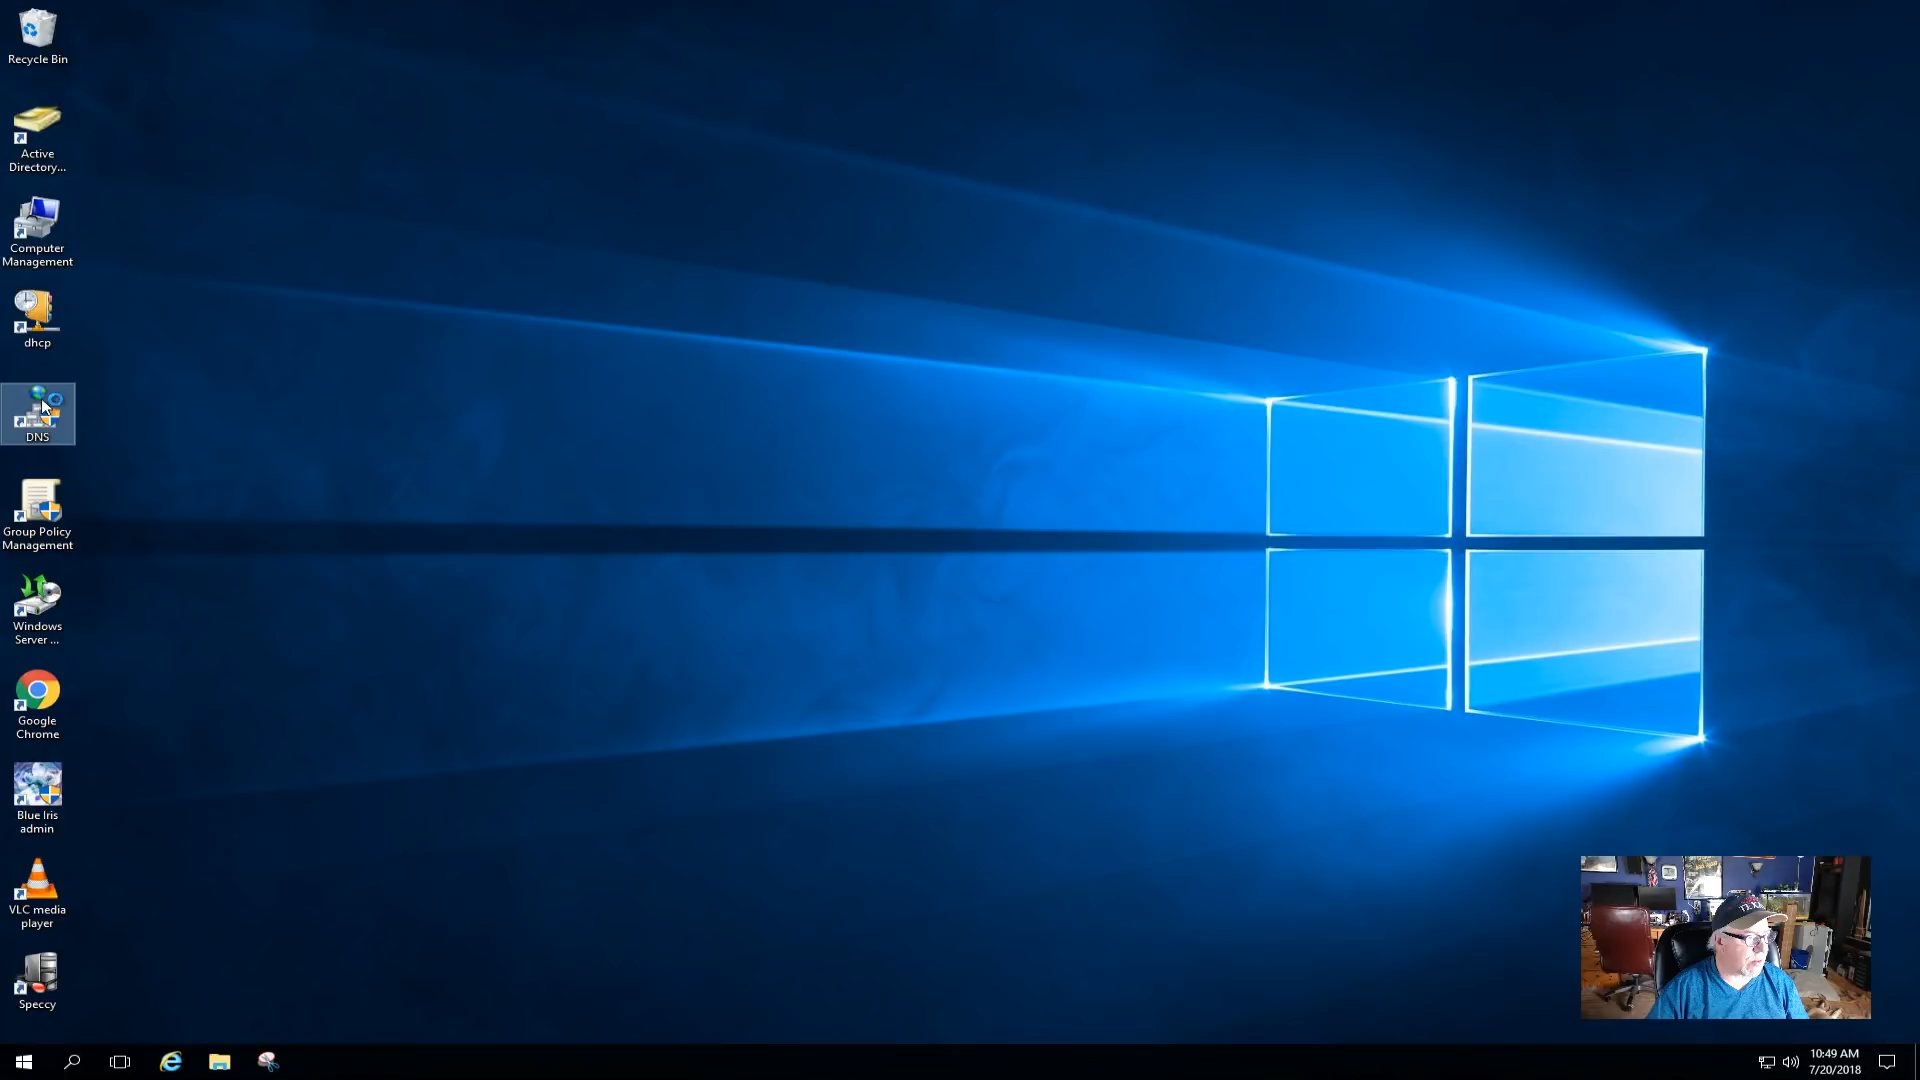 Recycle Bin
Active
Directory...
Computer
Management
dhcp
DNS
Group Policy
Management
Windows
Server ...
Google
Chrome
Blue Iris
admin
VLC media
player
Speccy
10:49 AM
7/20/2018